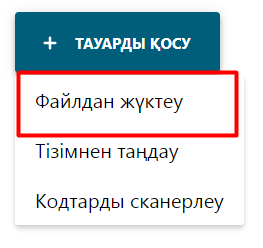 + ТАУАРДЫ ҚОСУ
Файлдан жүктеу
Тізімнен таңдау
Кодтарды сканерлеу